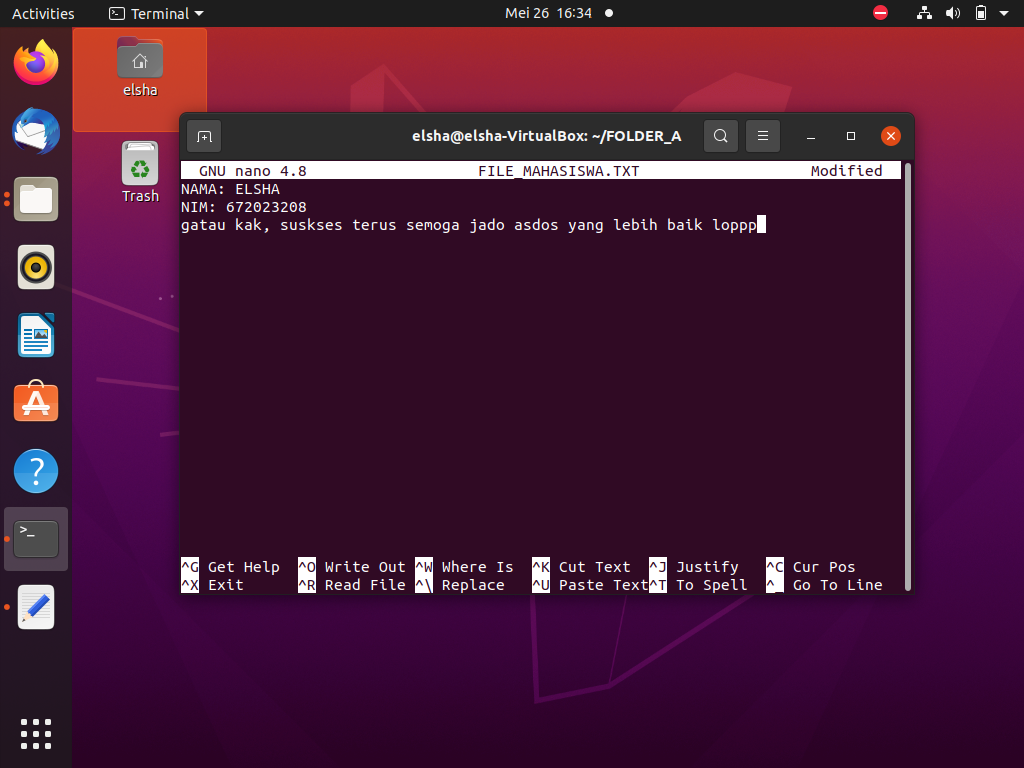 Activities
Terminal
Mei 26 16:34
elsha
Trash
elsha@elsha-VirtualBox: ~/FOLDER_A
GNU nano 4.8 FILE_MAHASISWA.TXT Modified
NAMA: ELSHA
NIM: 672023208
gatau kak, suskses terus semoga jado asdos yang lebih baik loppp
^G Get Help ^O Write Out ^W Where Is ^K Cut Text ^J Justify ^C Cur Pos
^X Exit ^R Read File ^\ Replace ^U Paste Text ^T To Spell ^_ Go To Line